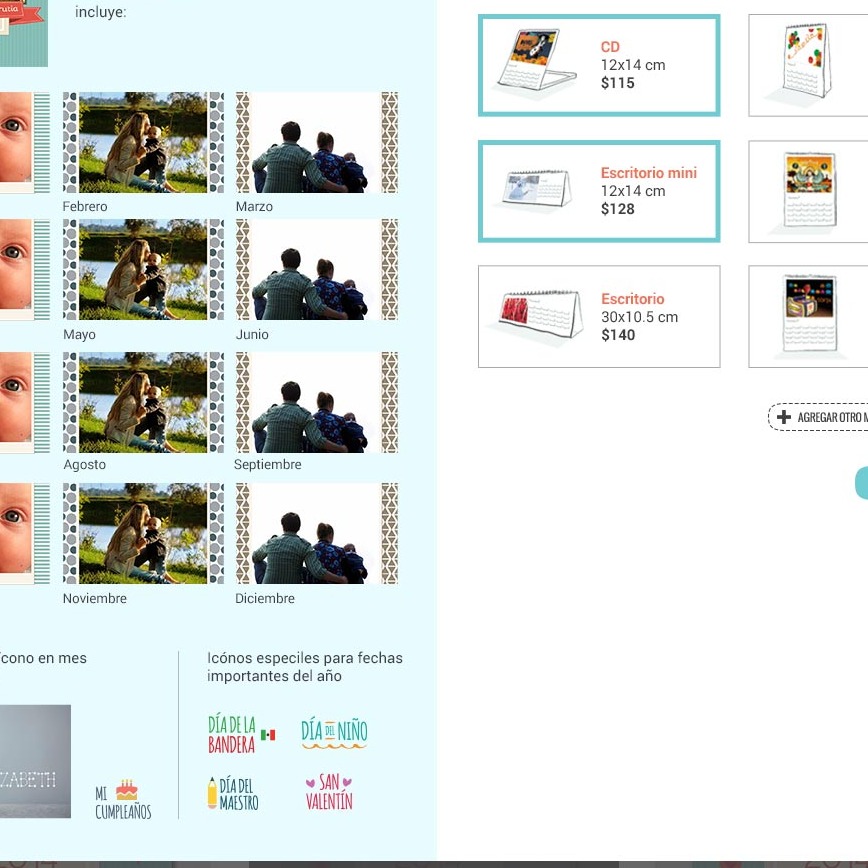 incluye:
Febrero
Marzo
Mayo
Junio
Agosto
Septiembre
Noviembre
Diciembre
ícono en mes
ZABETH
MI
CUMPLEAÑOS
Icónos especiles para fechas
importantes del año
DÍA DE LA
BANDERA
DÍA DEL NIÑO
DÍA DEL
MAESTRO
SAN
VALENTÍN
CD
12x14 cm
$115
Escritorio mini
12x14 cm
$128
Escritorio
30x10.5 cm
$140
AGREGAR OTRO